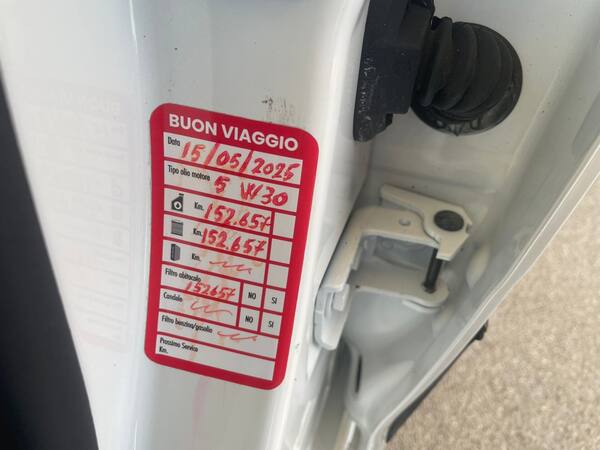 BUON VIAGGIO
Data 15/05/2025
Tipo olio motore 5 W30
Km. 152.657
Km. 152.657
Km.
Filtro abitacolo 152657 NO SI
Candele NO SI
Filtro benzina/gasolio
Prossimo Service
Km.